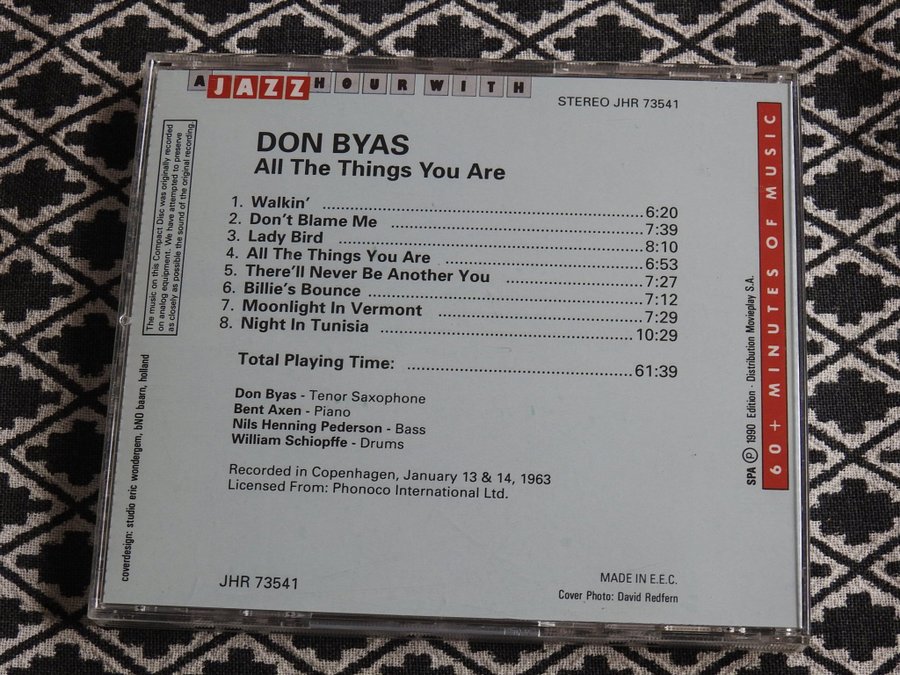 A JAZZ HOUR WITH
STEREO JHR 73541
DON BYAS
All The Things You Are
1. Walkin' 6:20
2. Don't Blame Me 7:39
3. Lady Bird 8:10
4. All The Things You Are 6:53
5. There'll Never Be Another You 7:27
6. Billie's Bounce 7:12
7. Moonlight In Vermont 7:29
8. Night In Tunisia 10:29
Total Playing Time: 61:39
Don Byas - Tenor Saxophone
Bent Axen - Piano
Nils Henning Pederson - Bass
William Schiopffe - Drums
Recorded in Copenhagen, January 13 & 14, 1963
Licensed From: Phonoco International Ltd.
JHR 73541
MADE IN E.E.C.
Cover Photo: David Redfern
The music on this Compact Disc was originally recorded
on analog equipment. We have attempted to preserve
as closely as possible the sound of the original recording.
coverdesign: studio eric wondergem, bNO baarn, holland
SPA ℗ 1990 Edition - Distribution Movieplay S.A.
60+ MINUTES OF MUSIC